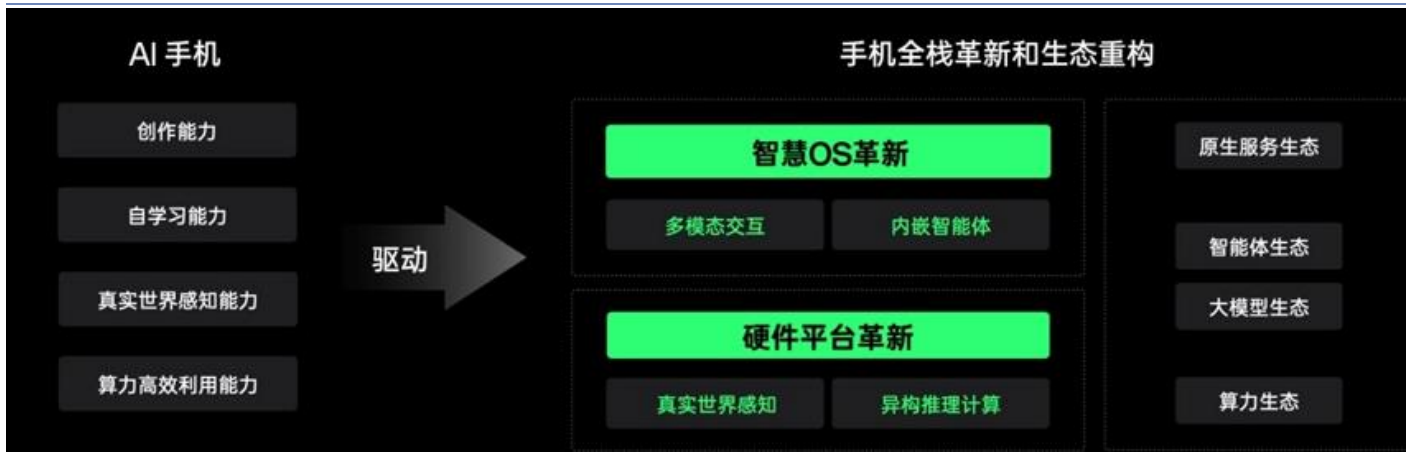 AI 手机
创作能力
自学习能力
真实世界感知能力
算力高效利用能力
驱动
手机全栈革新和生态重构
智慧OS革新
多模态交互
内嵌智能体
硬件平台革新
真实世界感知
异构推理计算
原生服务生态
智能体生态
大模型生态
算力生态